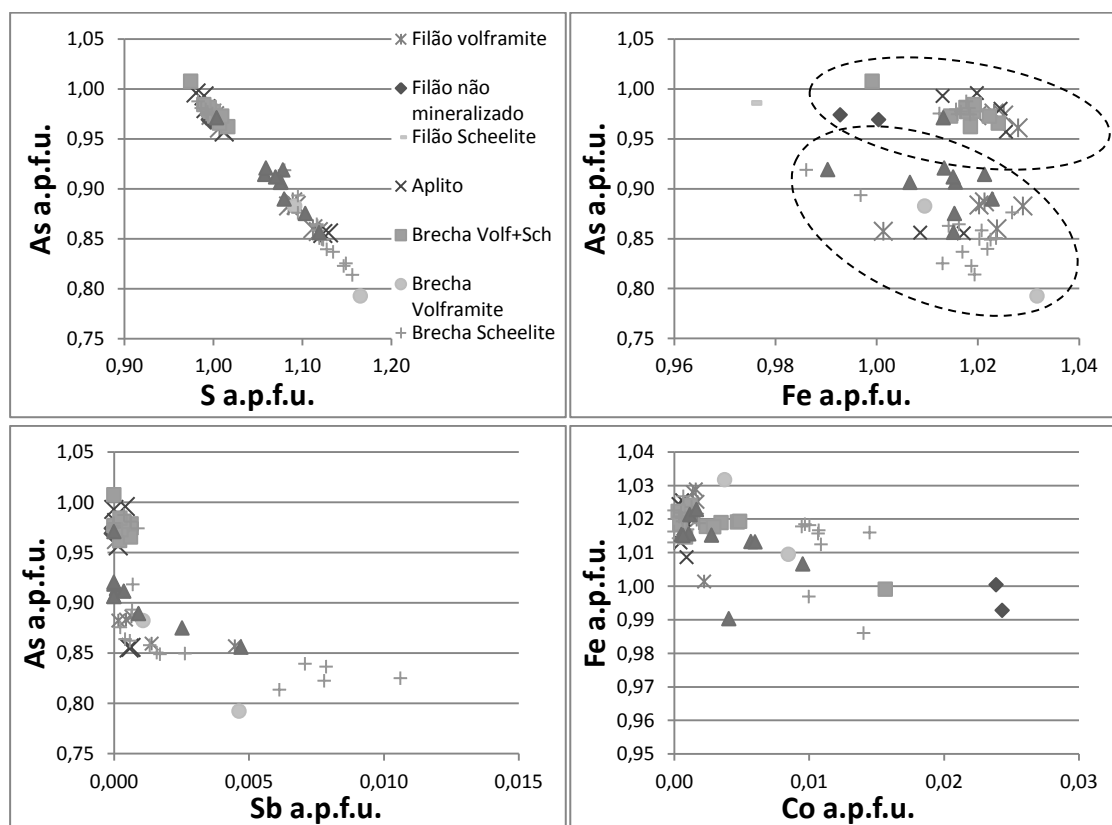 1,05
1,00
0,95
0,90
0,85
0,80
0,75
As a.p.f.u.
0,90 1,00 1,10 1,20
S a.p.f.u.
Filão volframite
Filão não
mineralizado
Filão Scheelite
Aplito
Brecha Volf+Sch
Brecha
Volframite
Brecha Scheelite
1,05
1,00
0,95
0,90
0,85
0,80
0,75
As a.p.f.u.
0,96 0,98 1,00 1,02 1,04
Fe a.p.f.u.
1,05
1,00
0,95
0,90
0,85
0,80
0,75
As a.p.f.u.
0,000 0,005 0,010 0,015
Sb a.p.f.u.
1,04
1,03
1,02
1,01
1,00
0,99
0,98
0,97
0,96
0,95
Fe a.p.f.u.
0,00 0,01 0,02 0,03
Co a.p.f.u.